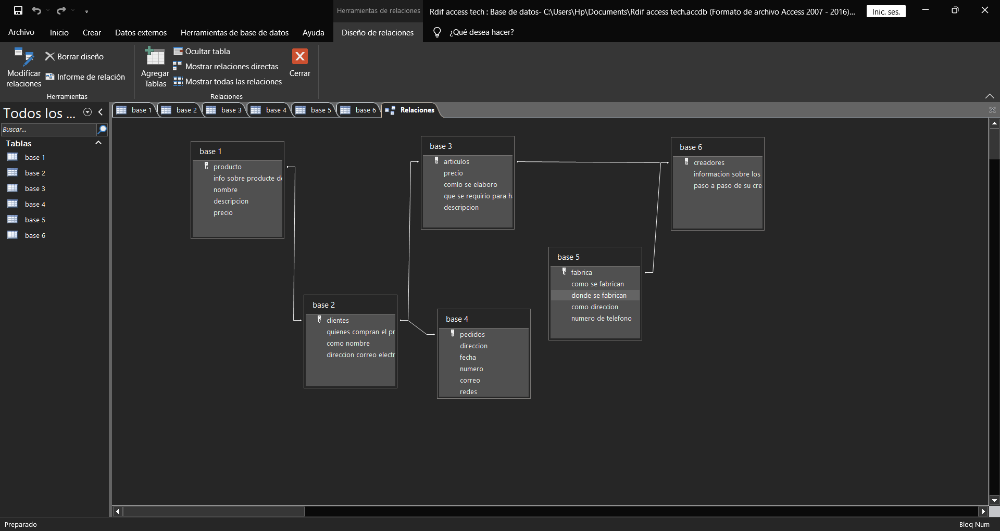 Herramientas de relaciones
Rdif access tech : Base de datos- C:\Users\Hp\Documents\Rdif access tech.accdb (Formato de archivo Access 2007 - 2016)...
Inic. ses.
Archivo
Inicio
Crear
Datos externos
Herramientas de base de datos
Ayuda
Diseño de relaciones
¿Qué desea hacer?
Modificar
relaciones
Borrar diseño
Informe de relación
Herramientas
Agregar
Tablas
Ocultar tabla
Mostrar relaciones directas
Mostrar todas las relaciones
Relaciones
Cerrar
Todos los ...
Buscar...
Tablas
base 1
base 2
base 3
base 4
base 5
base 6
base 1
base 2
base 3
base 4
base 5
base 6
Relaciones
base 1
producto
info sobre producte de
nombre
descripcion
precio
base 3
articulos
precio
comlo se elaboro
que se requirio para h
descripcion
base 6
creadores
informacion sobre los
paso a paso de su cre
base 5
fabrica
como se fabrican
donde se fabrican
como direccion
numero de telefono
base 2
clientes
quienes compran el pr
como nombre
direccion correo electr
base 4
pedidos
direccion
fecha
numero
correo
redes
Preparado
Bloq Num